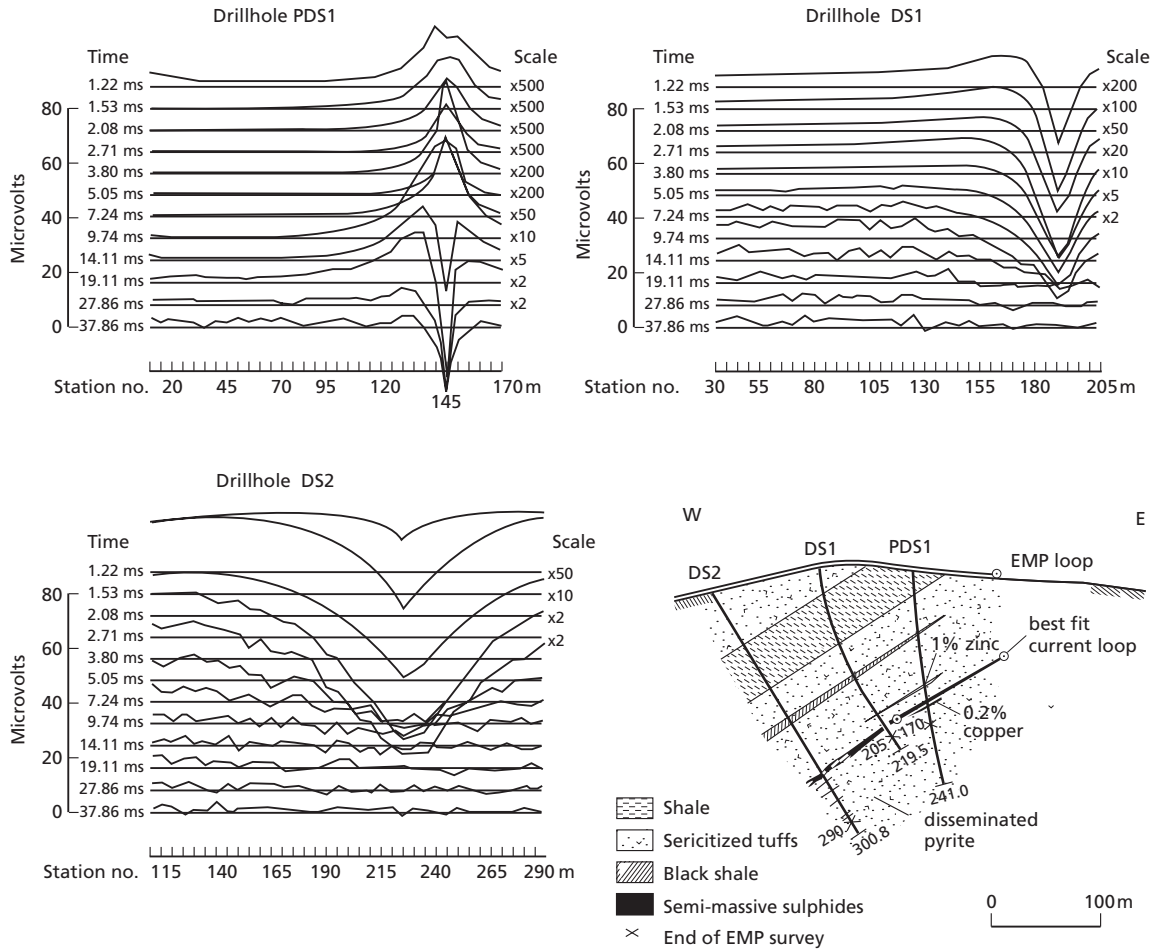 Drillhole PDS1
Time
Scale
1.22 ms
x500
1.53 ms
x500
2.08 ms
x500
2.71 ms
x500
3.80 ms
x200
5.05 ms
x200
7.24 ms
x50
9.74 ms
x10
14.11 ms
x5
19.11 ms
x2
27.86 ms
x2
37.86 ms
80
60
40
20
0
Microvolts
Station no. 20 45 70 95 120 170 m
145
Drillhole DS1
Time
Scale
1.22 ms
x200
1.53 ms
x100
2.08 ms
x50
2.71 ms
x20
3.80 ms
x10
5.05 ms
x5
7.24 ms
x2
9.74 ms
14.11 ms
19.11 ms
27.86 ms
37.86 ms
80
60
40
20
0
Microvolts
Station no. 30 55 80 105 130 155 180 205 m
Drillhole DS2
Time
Scale
1.22 ms
x50
1.53 ms
x10
2.08 ms
x2
2.71 ms
x2
3.80 ms
5.05 ms
7.24 ms
9.74 ms
14.11 ms
19.11 ms
27.86 ms
37.86 ms
80
60
40
20
0
Microvolts
Station no. 115 140 165 190 215 240 265 290 m
W
E
DS2
DS1
PDS1
EMP loop
best fit
current loop
1% zinc
0.2%
copper
205
170
219.5
241.0
290
300.8
disseminated
pyrite
Shale
Sericitized tuffs
Black shale
Semi-massive sulphides
End of EMP survey
0 100 m